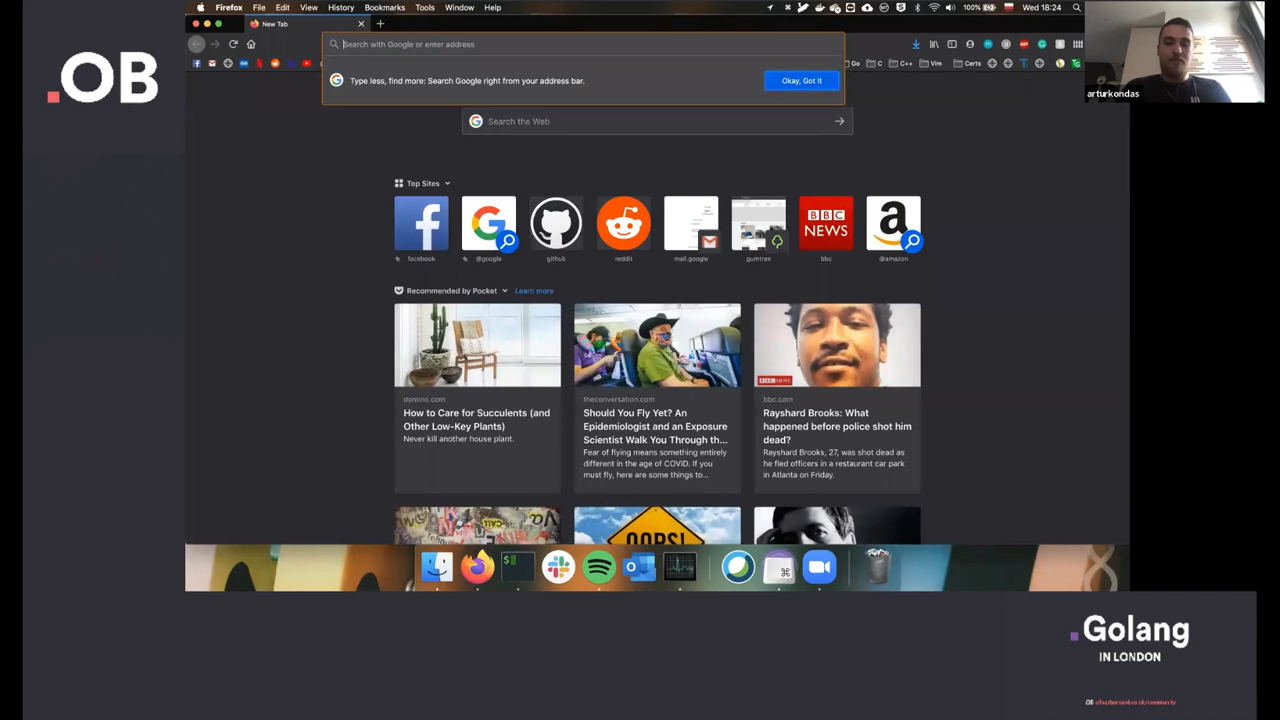 .OB
Firefox File Edit View History Bookmarks Tools Window Help
100%
Wed 18:24
New Tab
Search with Google or enter address
Type less, find more: Search Google right from your address bar.
Okay, Got It
Go
C
C++
Vim
Certs
arturkondas
Search the Web
Top Sites
facebook
@google
github
reddit
mail.google
gumtree
BBC
NEWS
bbc
@amazon
Recommended by Pocket
Learn more
domino.com
How to Care for Succulents (and
Other Low-Key Plants)
Never kill another house plant.
theconversation.com
Should You Fly Yet? An
Epidemiologist and an Exposure
Scientist Walk You Through th...
Fear of flying means something entirely
different in the age of COVID. If you
must fly, here are some things to...
BBC NEWS
bbc.com
Rayshard Brooks: What
happened before police shot him
dead?
Rayshard Brooks, 27, was shot dead as
he fled officers in a restaurant car park
in Atlanta on Friday.
OOPS!
.Golang
IN LONDON